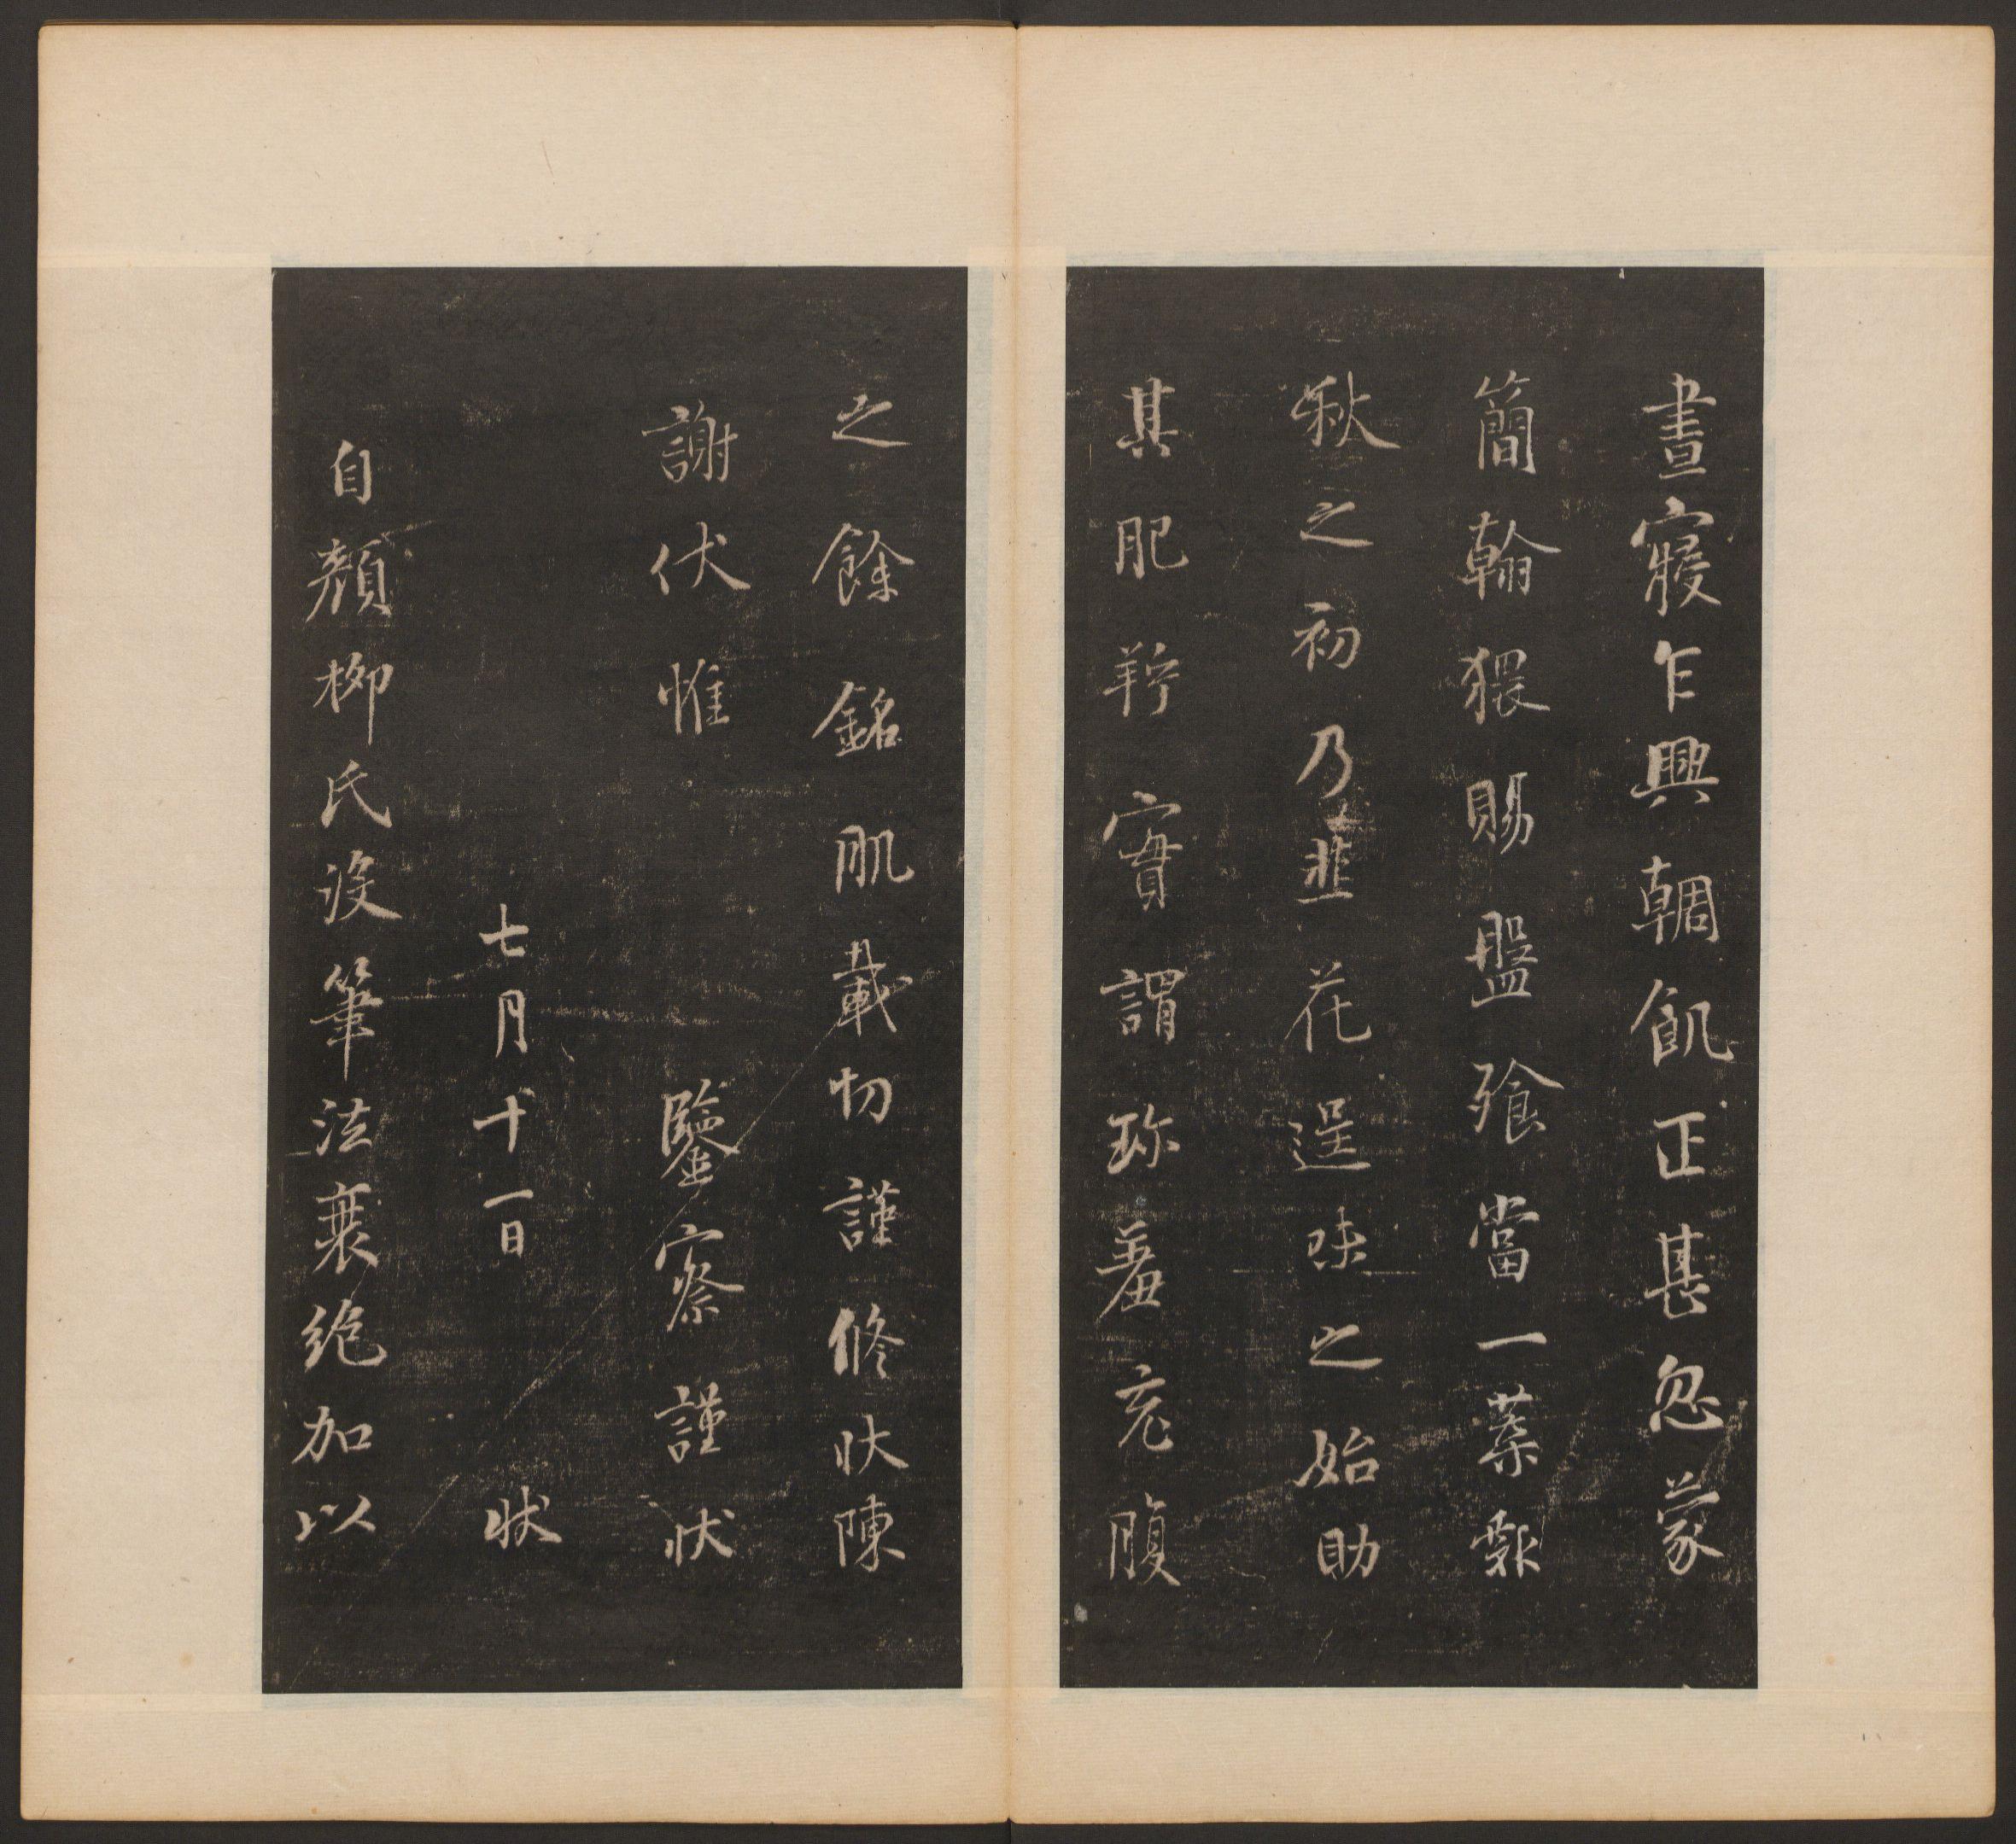 晝寢乍興輖飢正甚忽蒙
簡翰猥賜盤飧當一葉報
秋之初乃韭花逞味之始助
其肥羜實謂珎羞充腹
之餘銘肌載切謹修狀陳
謝伏惟　鑒察謹狀
七月十一日　狀
自顏柳氏沒筆法衰絕加以